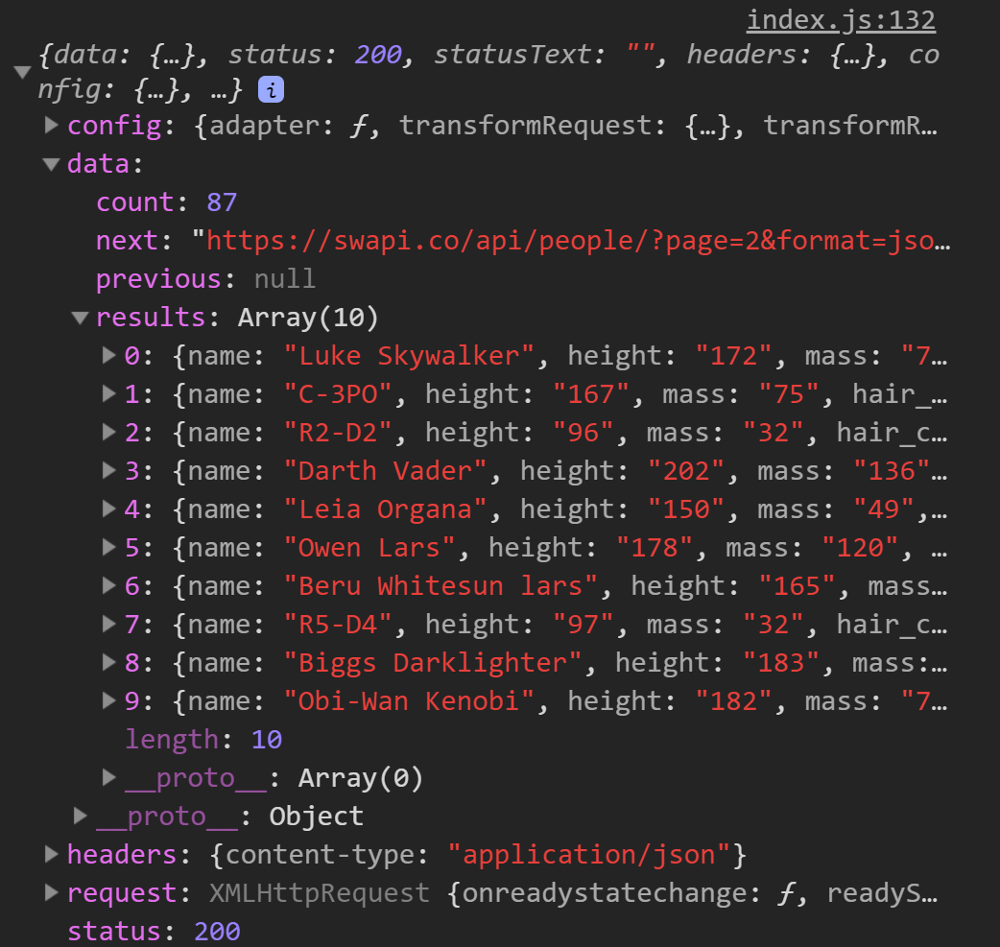 index.js:132
{data: {…}, status: 200, statusText: "", headers: {…}, co
nfig: {…}, …} i
config: {adapter: ƒ, transformRequest: {…}, transformR…
data:
count: 87
next: "https://swapi.co/api/people/?page=2&format=jso…
previous: null
results: Array(10)
0: {name: "Luke Skywalker", height: "172", mass: "7…
1: {name: "C-3PO", height: "167", mass: "75", hair_…
2: {name: "R2-D2", height: "96", mass: "32", hair_c…
3: {name: "Darth Vader", height: "202", mass: "136"…
4: {name: "Leia Organa", height: "150", mass: "49",…
5: {name: "Owen Lars", height: "178", mass: "120", …
6: {name: "Beru Whitesun lars", height: "165", mass…
7: {name: "R5-D4", height: "97", mass: "32", hair_c…
8: {name: "Biggs Darklighter", height: "183", mass:…
9: {name: "Obi-Wan Kenobi", height: "182", mass: "7…
length: 10
__proto__: Array(0)
__proto__: Object
headers: {content-type: "application/json"}
request: XMLHttpRequest {onreadystatechange: ƒ, readyS…
status: 200